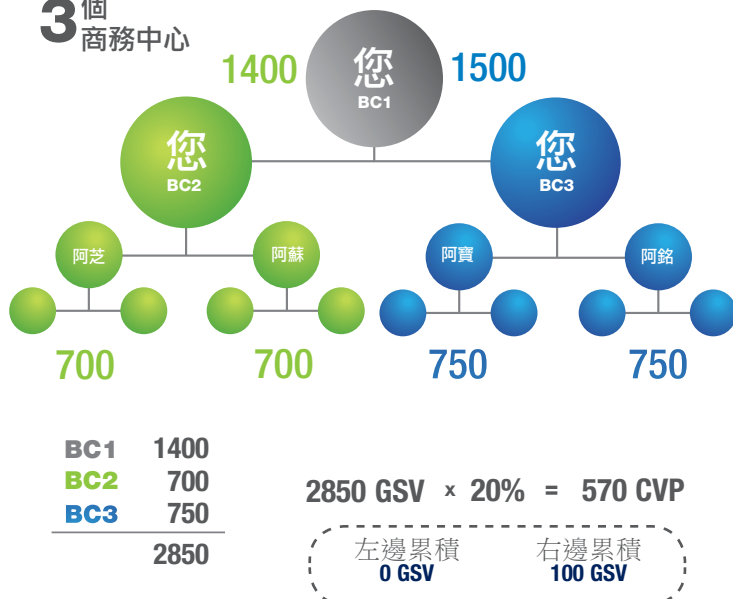 3個
商務中心
1400
您
BC1
1500
您
BC2
您
BC3
阿芝
阿蘇
阿寶
阿銘
700
700
750
750
BC1 1400
BC2 700
BC3 750
2850
2850 GSV x 20% = 570 CVP
左邊累積
0 GSV
右邊累積
100 GSV